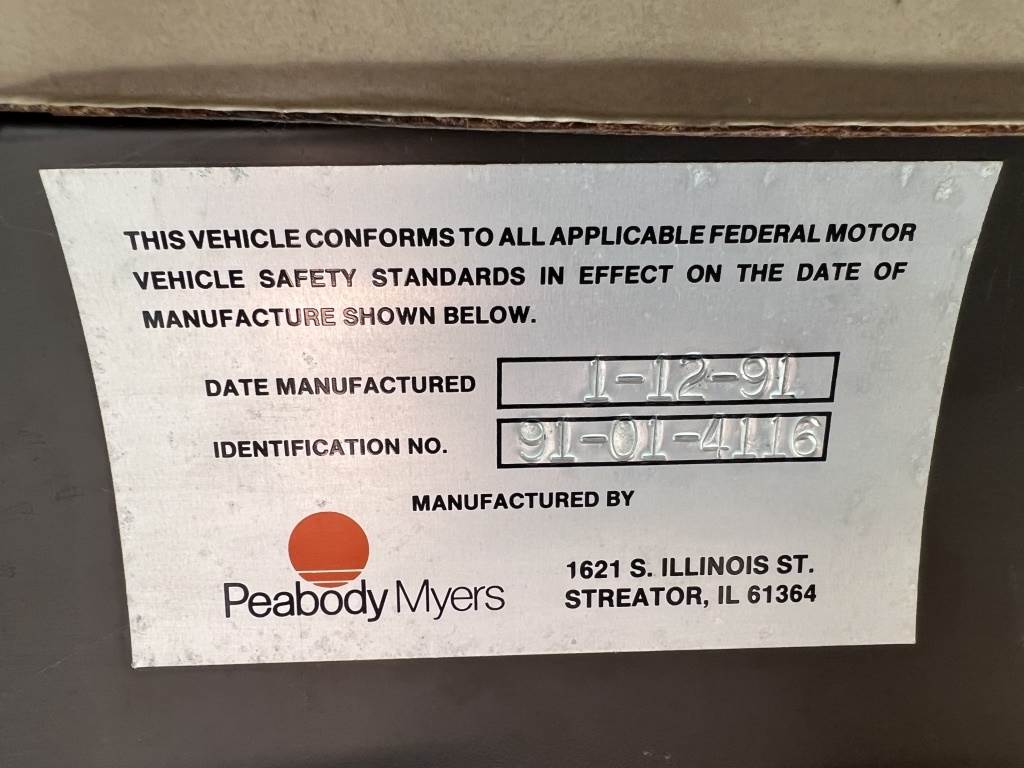 THIS VEHICLE CONFORMS TO ALL APPLICABLE FEDERAL MOTOR
VEHICLE SAFETY STANDARDS IN EFFECT ON THE DATE OF
MANUFACTURE SHOWN BELOW.
DATE MANUFACTURED 1-12-91
IDENTIFICATION NO. 91-01-4116
MANUFACTURED BY
Peabody Myers
1621 S. ILLINOIS ST.
STREATOR, IL 61364